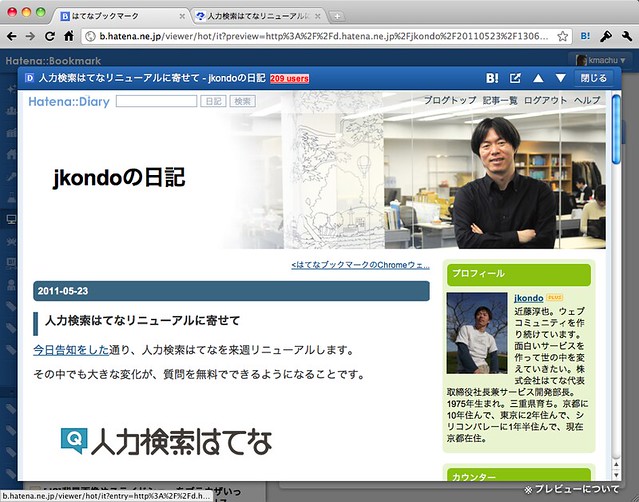 はてなブックマーク
人力検索はてなリニューアルに
b.hatena.ne.jp/viewer/hot/it?preview=http%3A%2F%2Fd.hatena.ne.jp%2Fjkondo%2F20110523%2F1306...
Hatena::Bookmark
kmachu
人力検索はてなリニューアルに寄せて - jkondoの日記 209 users
B!
閉じる
Hatena::Diary
日記
検索
ブログトップ 記事一覧 ログアウト ヘルプ
jkondoの日記
<はてなブックマークのChromeウェ...
2011-05-23
人力検索はてなリニューアルに寄せて
今日告知をした通り、人力検索はてなを来週リニューアルします。
その中でも大きな変化が、質問を無料でできるようになることです。
Q 人力検索はてな
プロフィール
jkondo PLUS
近藤淳也。ウェブ
コミュニティを作
り続けています。
面白いサービスを
作って世の中を変
えていきたい。株
式会社はてな代表
取締役社長兼サービス開発部長。
1975年生まれ。三重県育ち。京都に
10年住んで、東京に2年住んで、シ
リコンバレーに1年半住んで、現在
京都在住。
カウンター
b.hatena.ne.jp/viewer/hot/it?entry=http%3A%2F%2Fd.h...
※ プレビューについて